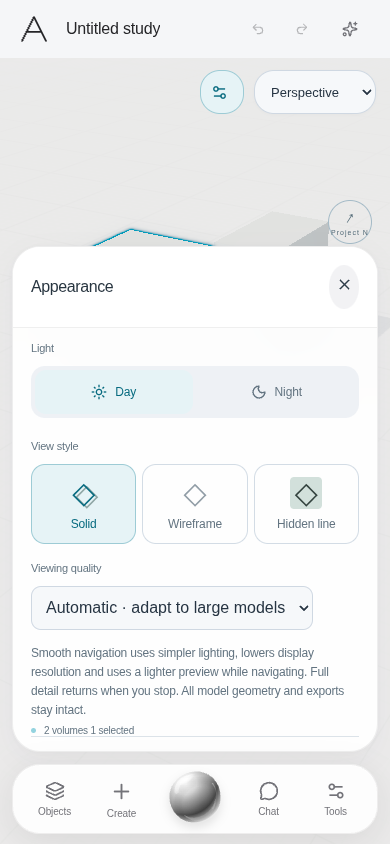 Untitled study
Perspective
Project N
Appearance
Light
Day
Night
View style
Solid
Wireframe
Hidden line
Viewing quality
Automatic · adapt to large models
Smooth navigation uses simpler lighting, lowers display
resolution and uses a lighter preview while navigating. Full
detail returns when you stop. All model geometry and exports
stay intact.
2 volumes 1 selected
Objects
Create
Chat
Tools